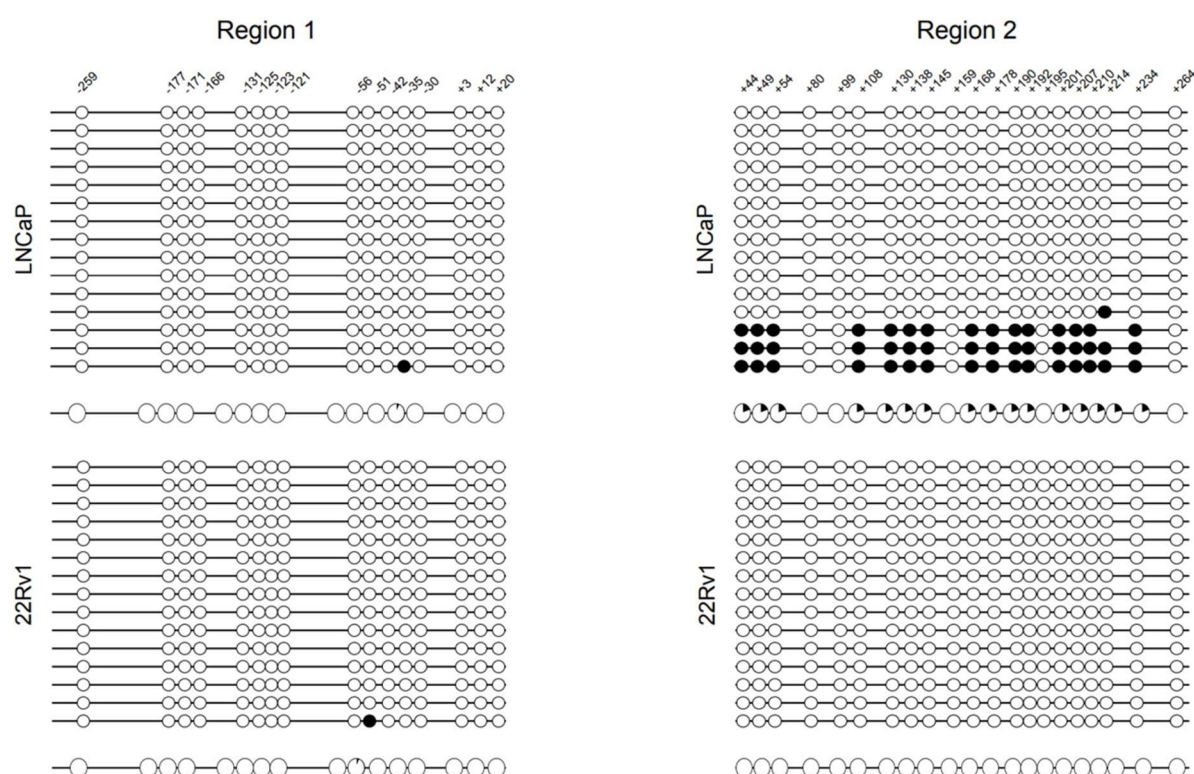 Region 1
Region 2
-259 -177 -171 -166 -131 -125 -123 -121 -56 -51 -42 -35 -30 +3 +12 +20
+44 +49 +54 +80 +99 +108 +130 +138 +145 +159 +168 +178 +190 +192 +195 +201 +207 +210 +214 +234 +264
LNCaP
LNCaP
22Rv1
22Rv1